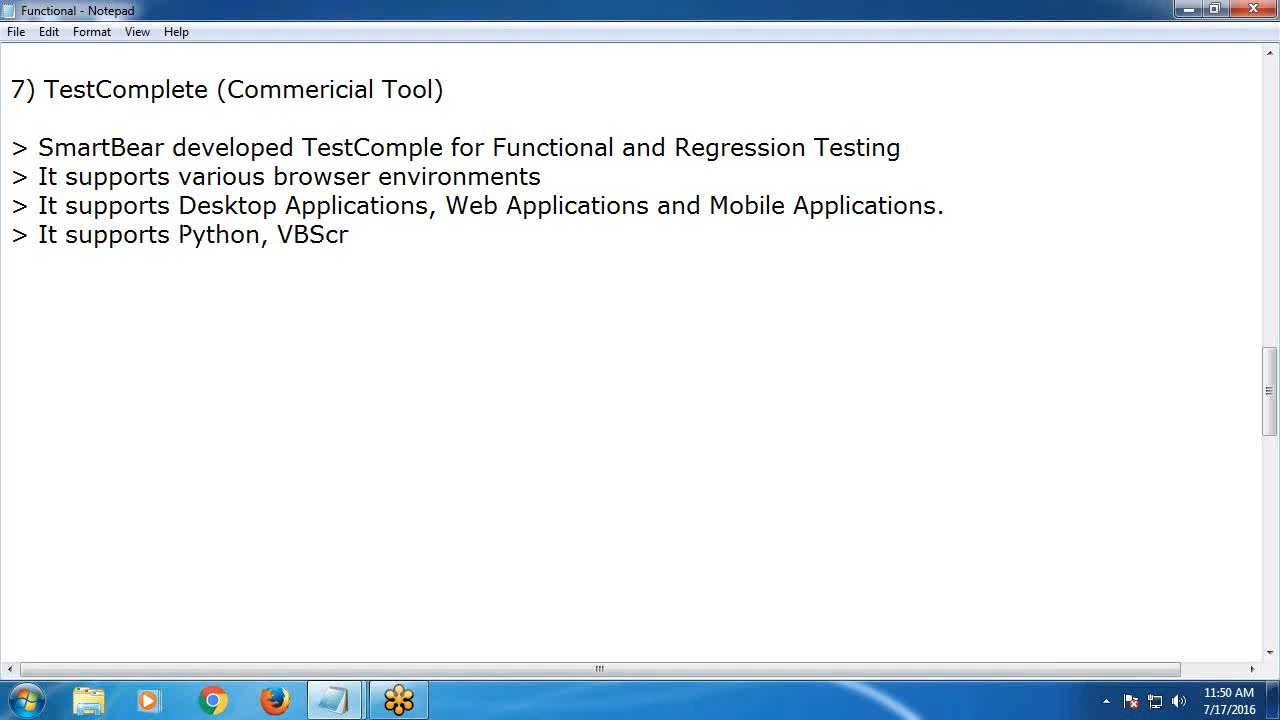 Functional - Notepad
File Edit Format View Help
7) TestComplete (Commericial Tool)
> SmartBear developed TestComple for Functional and Regression Testing
> It supports various browser environments
> It supports Desktop Applications, Web Applications and Mobile Applications.
> It supports Python, VBScr
11:50 AM
7/17/2016